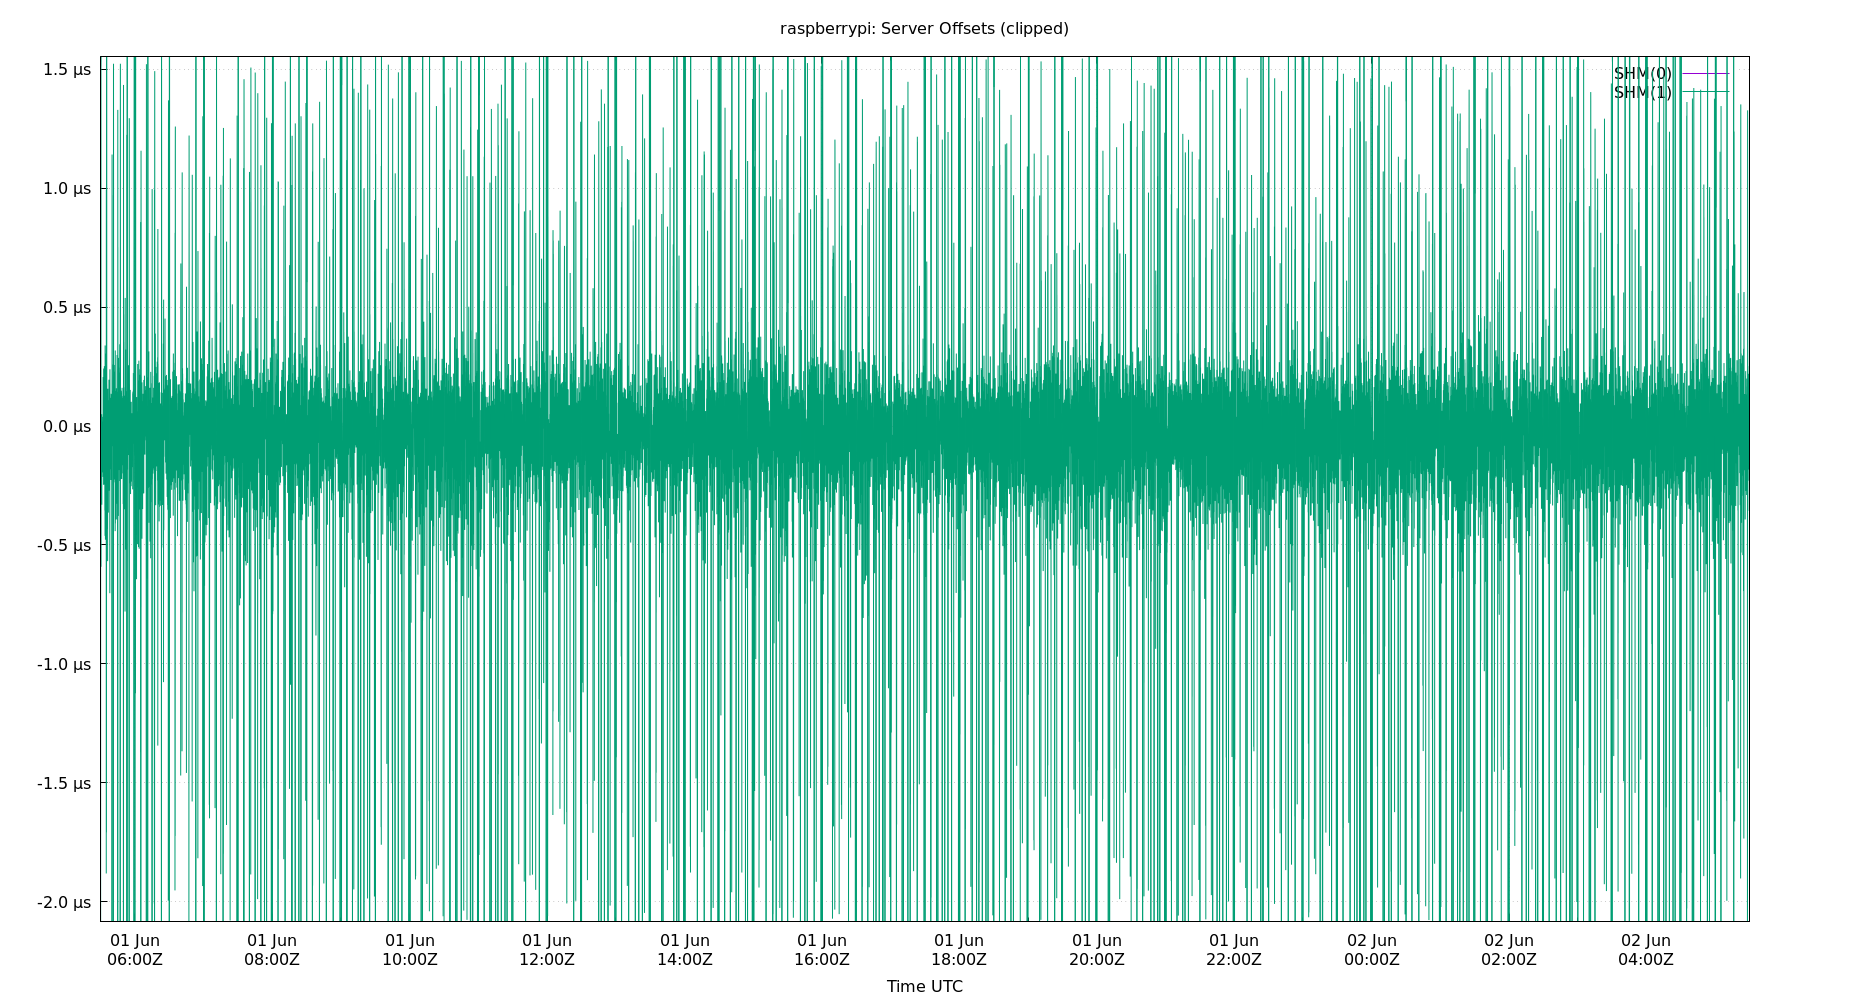 raspberrypi: Server Offsets (clipped)
1.5 µs
SHM(0)
SHM(1)
1.0 µs
0.5 µs
0.0 µs
-0.5 µs
-1.0 µs
-1.5 µs
-2.0 µs
01 Jun 01 Jun 01 Jun 01 Jun 01 Jun 01 Jun 01 Jun 01 Jun 01 Jun 02 Jun 02 Jun 02 Jun
06:00Z 08:00Z 10:00Z 12:00Z 14:00Z 16:00Z 18:00Z 20:00Z 22:00Z 00:00Z 02:00Z 04:00Z
Time UTC